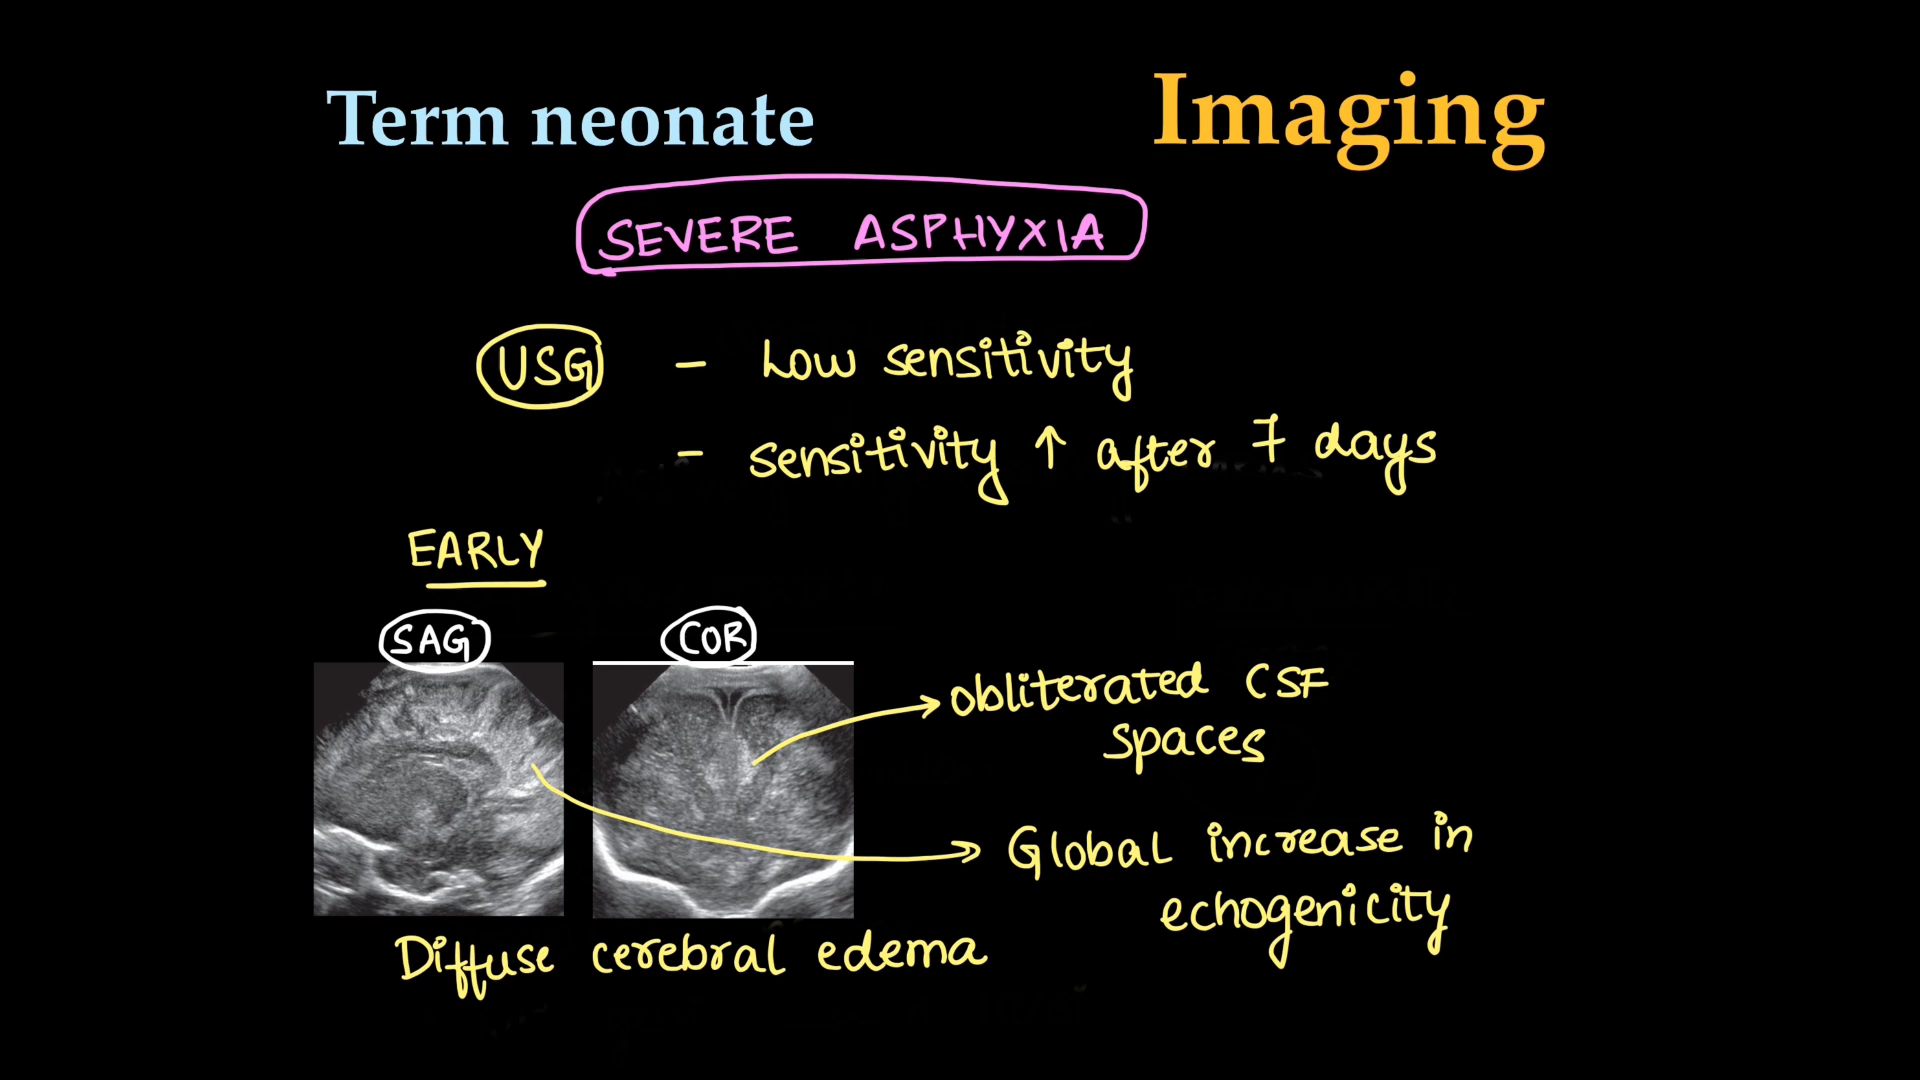 Term neonate
Imaging
SEVERE ASPHYXIA
USG - Low sensitivity
- sensitivity ↑ after 7 days
EARLY
SAG
COR
obliterated CSF
spaces
Global increase in
echogenicity
Diffuse cerebral edema